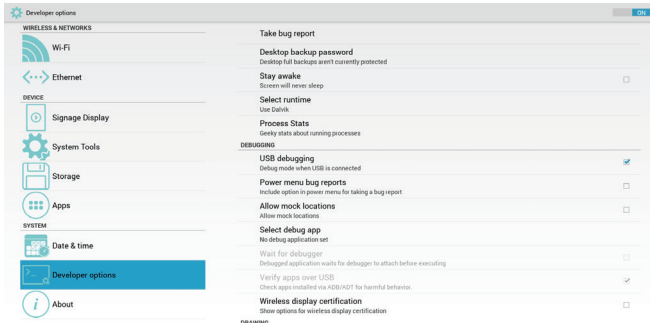 Developer options
ON
WIRELESS & NETWORKS
Wi-Fi
Ethernet
DEVICE
Signage Display
System Tools
Storage
Apps
SYSTEM
Date & time
Developer options
About
Take bug report
Desktop backup password
Desktop full backups aren't currently protected
Stay awake
Screen will never sleep
Select runtime
Use Dalvik
Process Stats
Geeky stats about running processes
DEBUGGING
USB debugging
Debug mode when USB is connected
Power menu bug reports
Include option in power menu for taking a bug report
Allow mock locations
Allow mock locations
Select debug app
No debug application set
Wait for debugger
Debugged application waits for debugger to attach before executing
Verify apps over USB
Check apps installed via ADB/ADT for harmful behavior.
Wireless display certification
Show options for wireless display certification
DRAWING